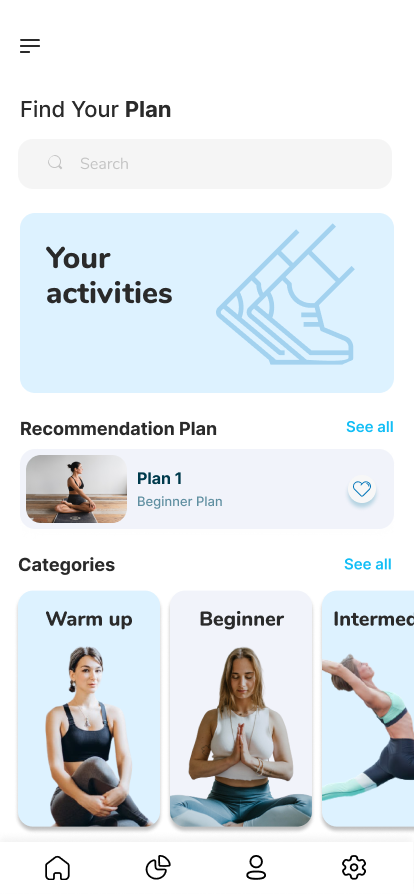 Find Your Plan
Search
Your
activities
Recommendation Plan
See all
Plan 1
Beginner Plan
Categories
See all
Warm up
Beginner
Intermed